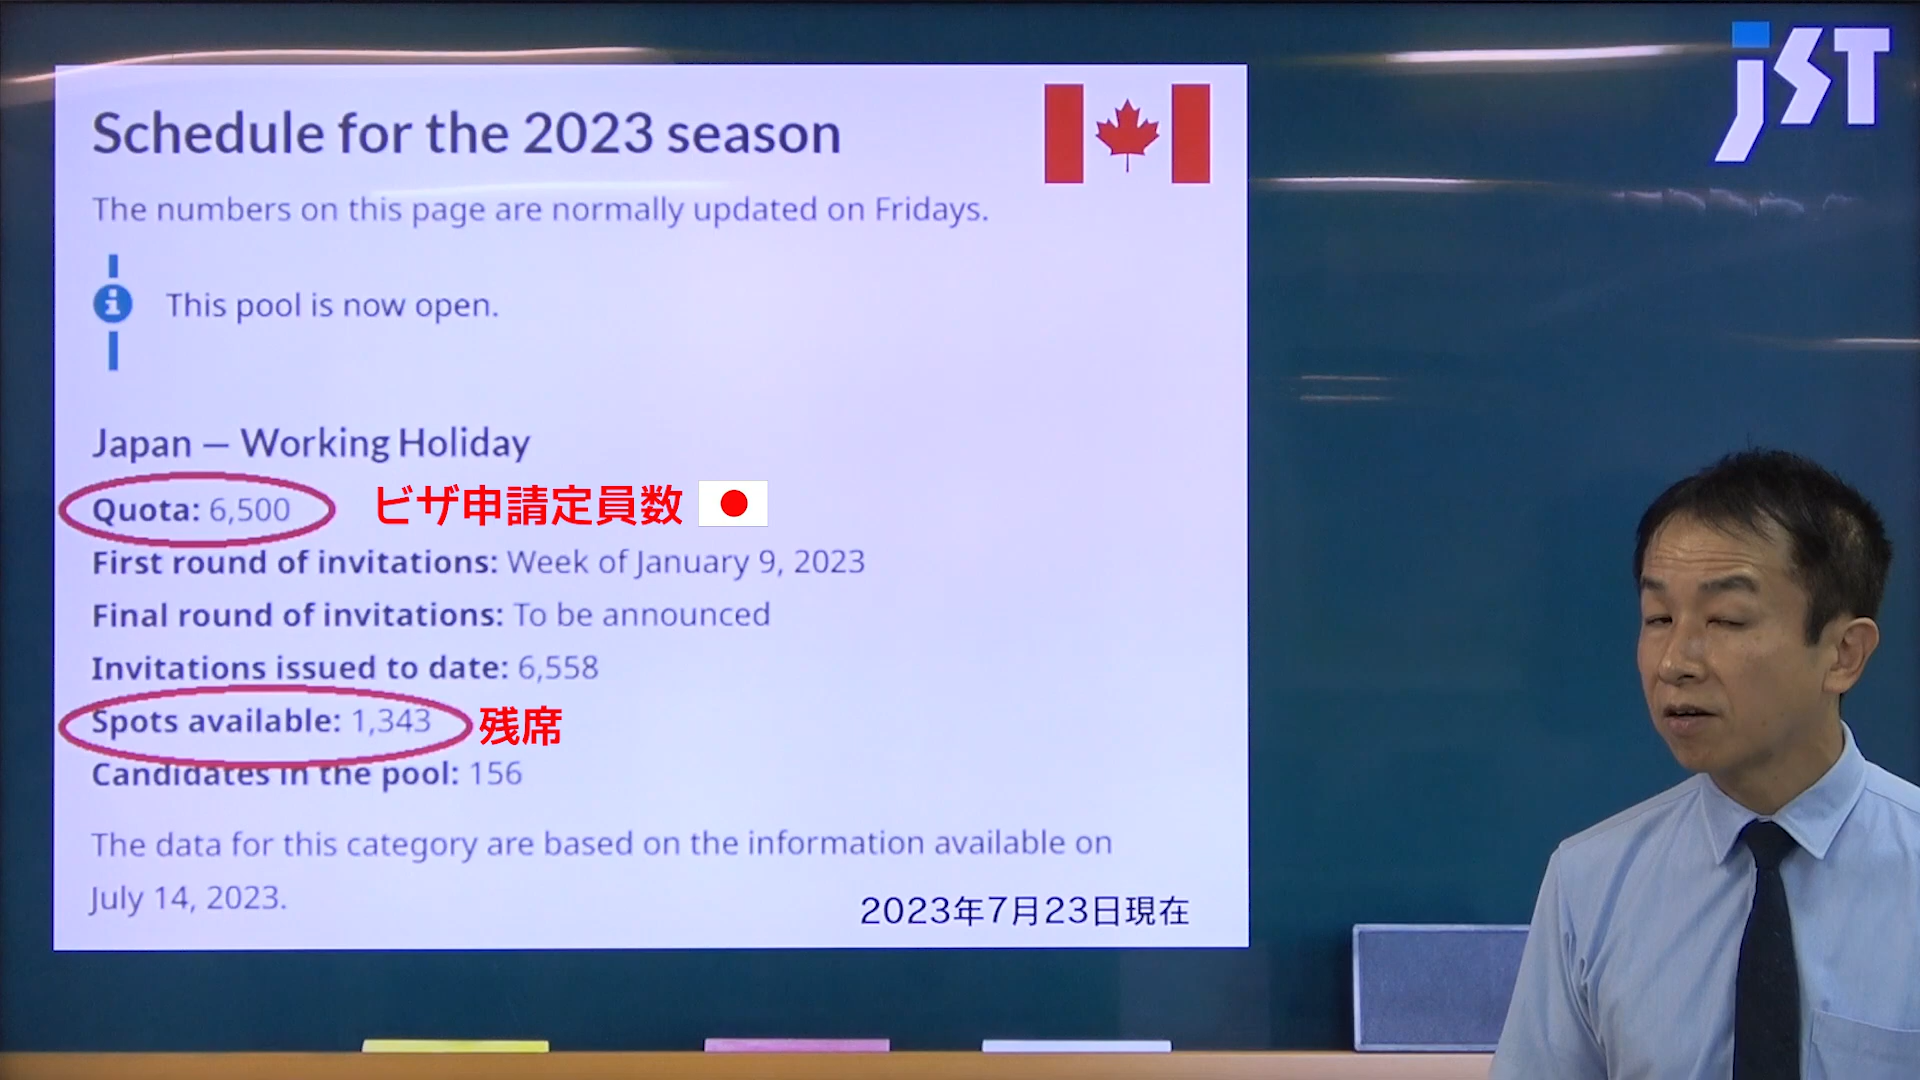 jST
Schedule for the 2023 season
The numbers on this page are normally updated on Fridays.
This pool is now open.
Japan — Working Holiday
Quota: 6,500 ビザ申請定員数
First round of invitations: Week of January 9, 2023
Final round of invitations: To be announced
Invitations issued to date: 6,558
Spots available: 1,343 残席
Candidates in the pool: 156
The data for this category are based on the information available on
July 14, 2023.
2023年7月23日現在